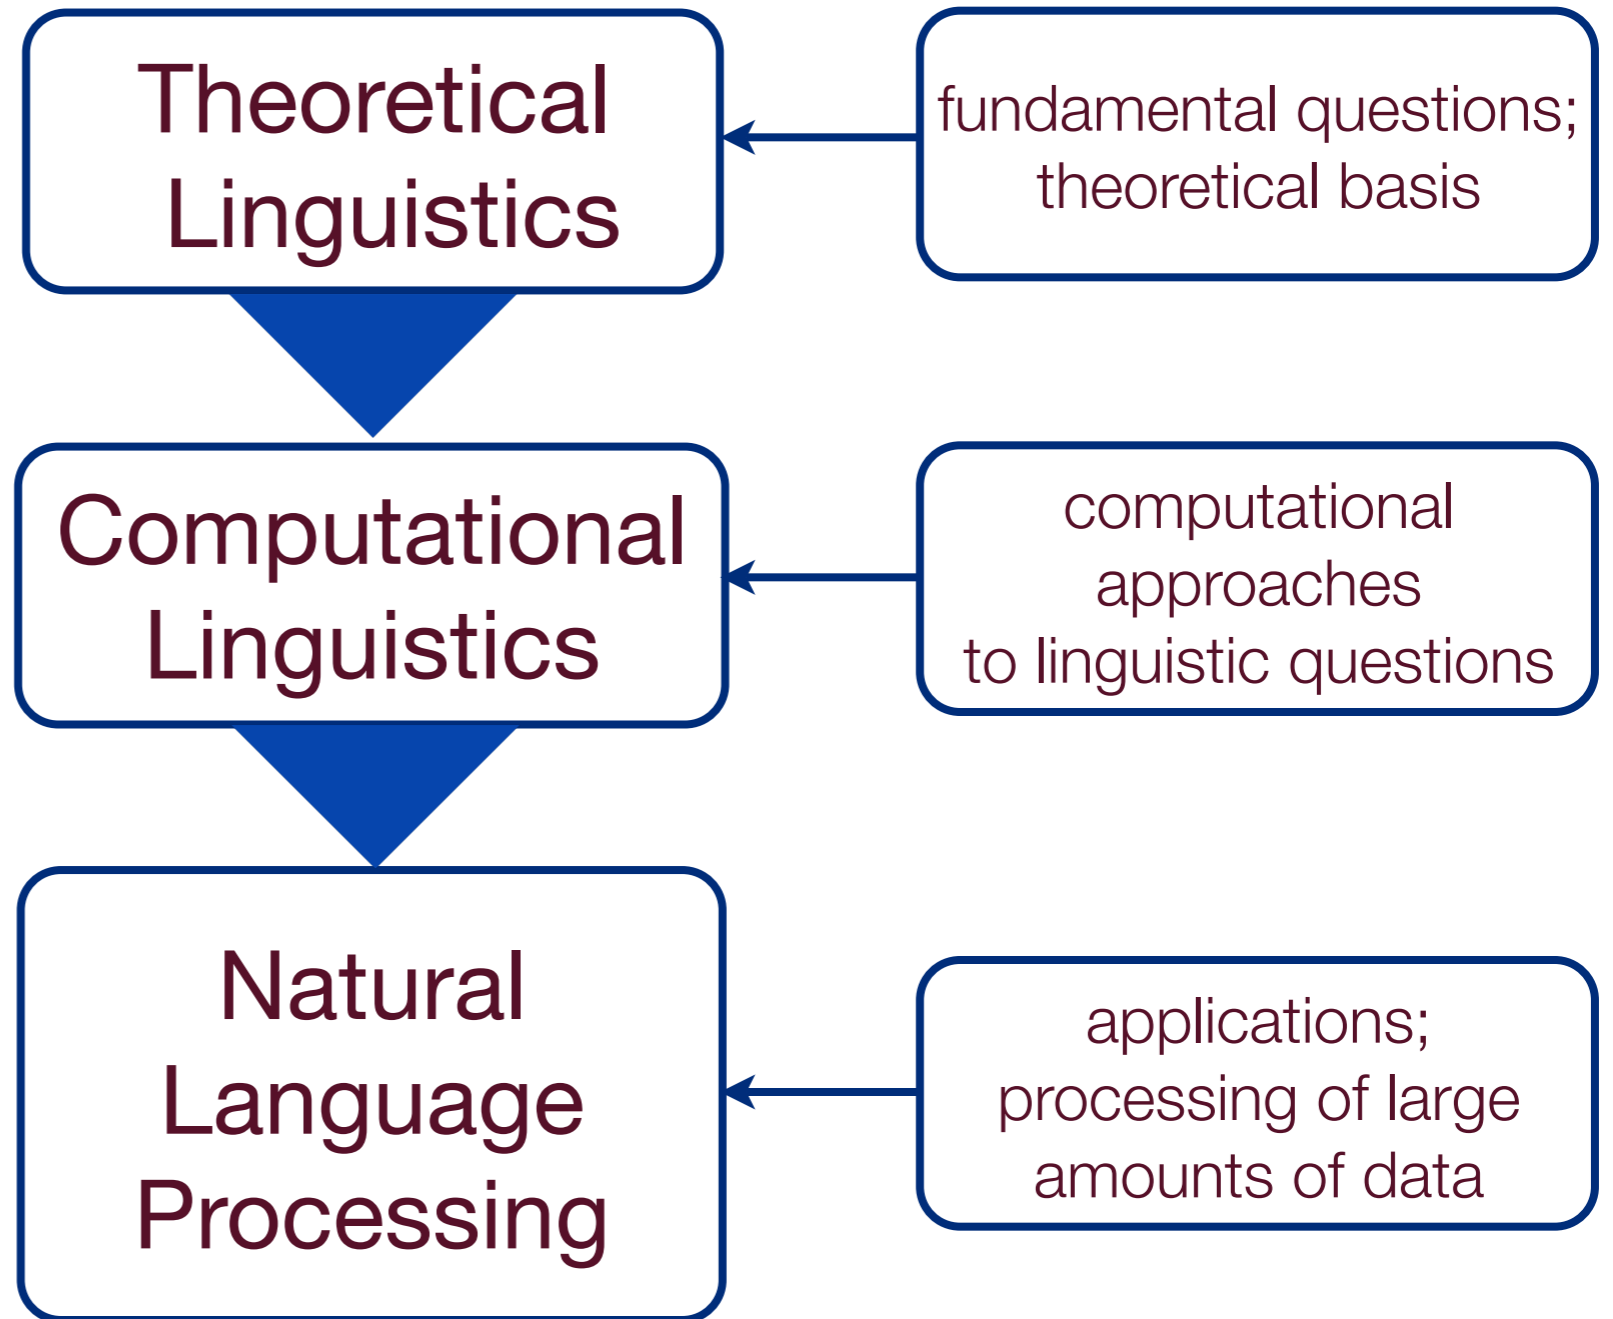 Theoretical
Linguistics
fundamental questions;
theoretical basis
Computational
Linguistics
computational
approaches
to linguistic questions
Natural
Language
Processing
applications;
processing of large
amounts of data